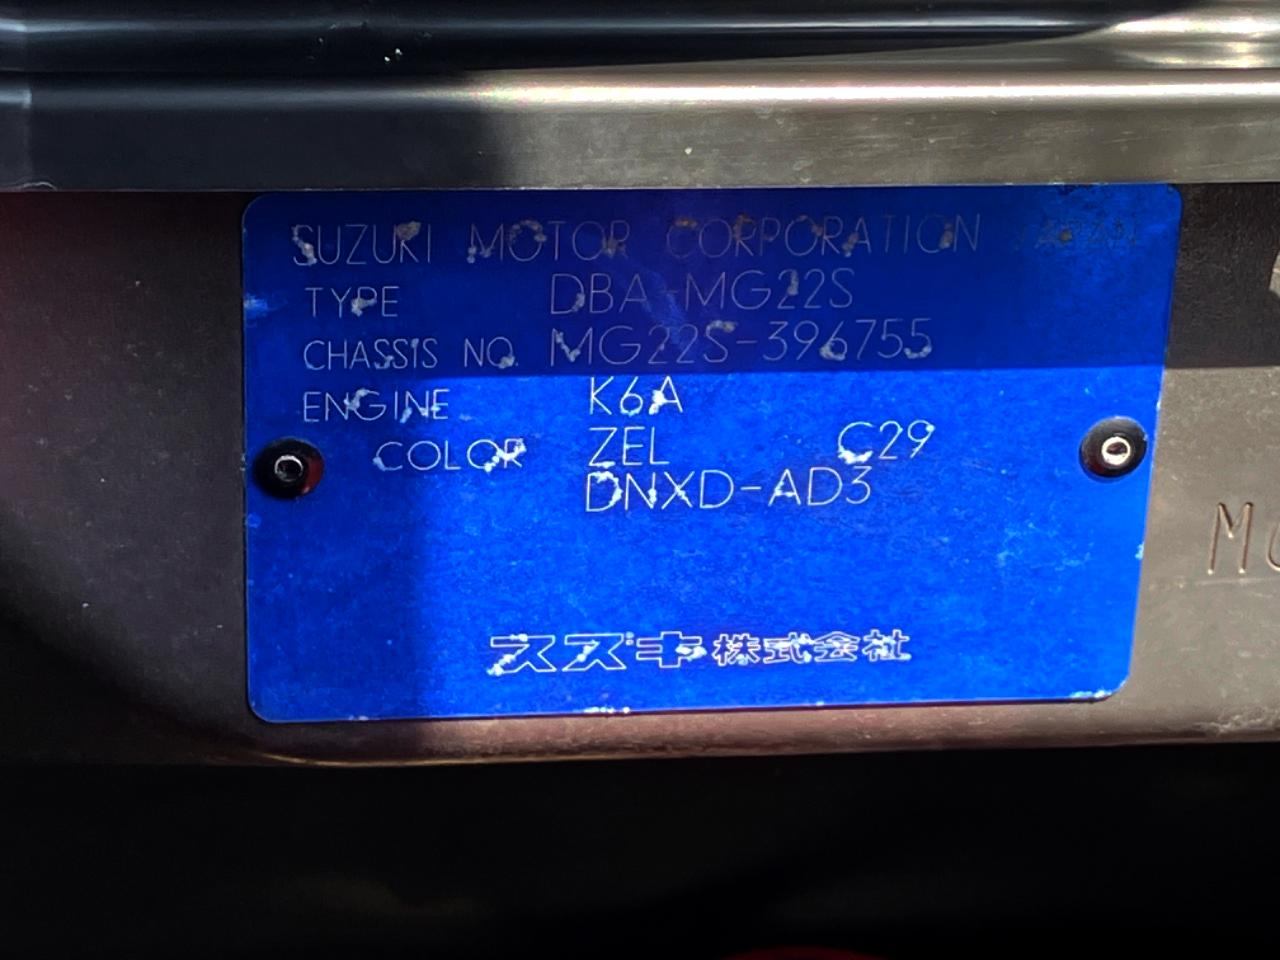 SUZUKI MOTOR CORPORATION JAPAN
TYPE DBA-MG22S
CHASSIS NO. MG22S-396755
ENGINE K6A
COLOR ZEL C29
DNXD-AD3
スズキ株式会社